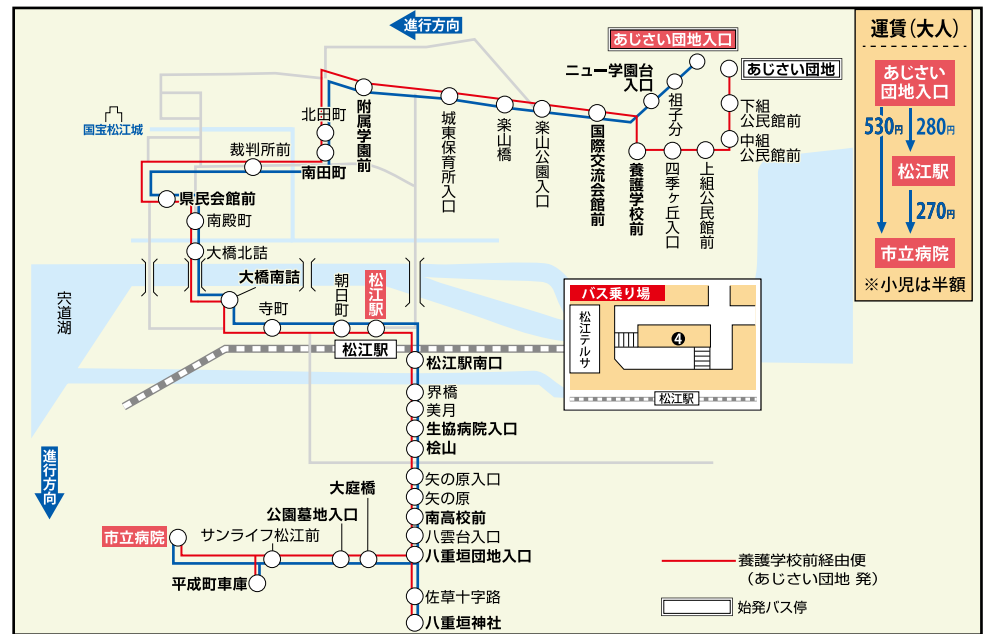 進行方向
あじさい団地入口
ニュー学園台
入口
祖子分
あじさい団地
下組
公民館前
中組
公民館前
上組公民館前
四季ヶ丘入口
養護学校前
国際交流会館前
楽山公園入口
楽山橋
城東保育所入口
附属学園前
北田町
南田町
裁判所前
国宝松江城
県民会館前
南殿町
大橋北詰
大橋南詰
寺町
朝日町
松江駅
松江駅
宍道湖
松江駅南口
界橋
美月
生協病院入口
桧山
矢の原入口
矢の原
南高校前
八雲台入口
八重垣団地入口
佐草十字路
八重垣神社
大庭橋
公園墓地入口
サンライフ松江前
市立病院
平成町車庫
進行方向
運賃(大人)
あじさい
団地入口
530円
280円
松江駅
270円
市立病院
※小児は半額
バス乗り場
松江テルサ
4
松江駅
養護学校前経由便
(あじさい団地 発)
始発バス停